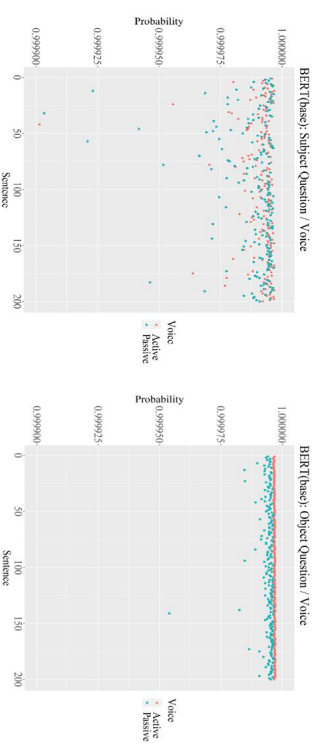 BERT(base): Subject Question / Voice
1.000000
0.999975
0.999950
0.999925
0.999900
Probability
0
50
100
150
200
Sentence
Voice
Active
Passive
BERT(base): Object Question / Voice
1.000000
0.999975
0.999950
0.999925
0.999900
Probability
0
50
100
150
200
Sentence
Voice
Active
Passive